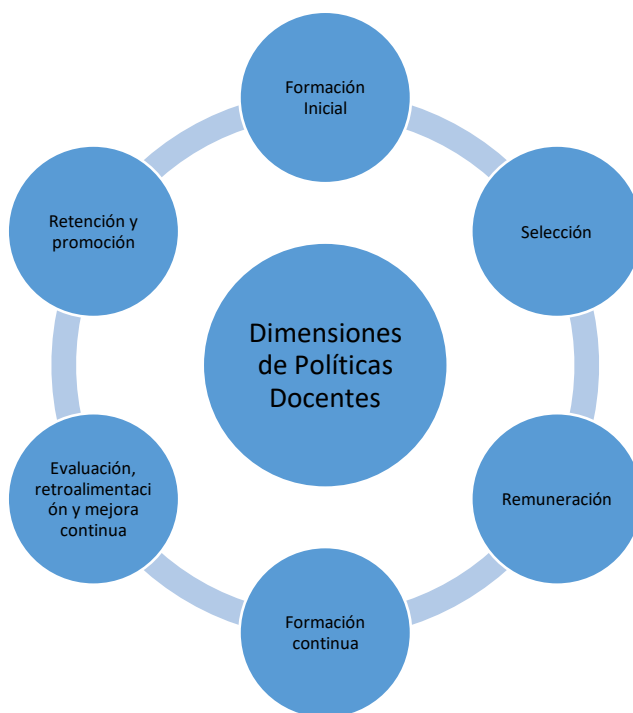 Formación
Inicial
Selección
Remuneración
Formación
continua
Evaluación,
retroalimentaci
ón y mejora
continua
Retención y
promoción
Dimensiones
de Políticas
Docentes